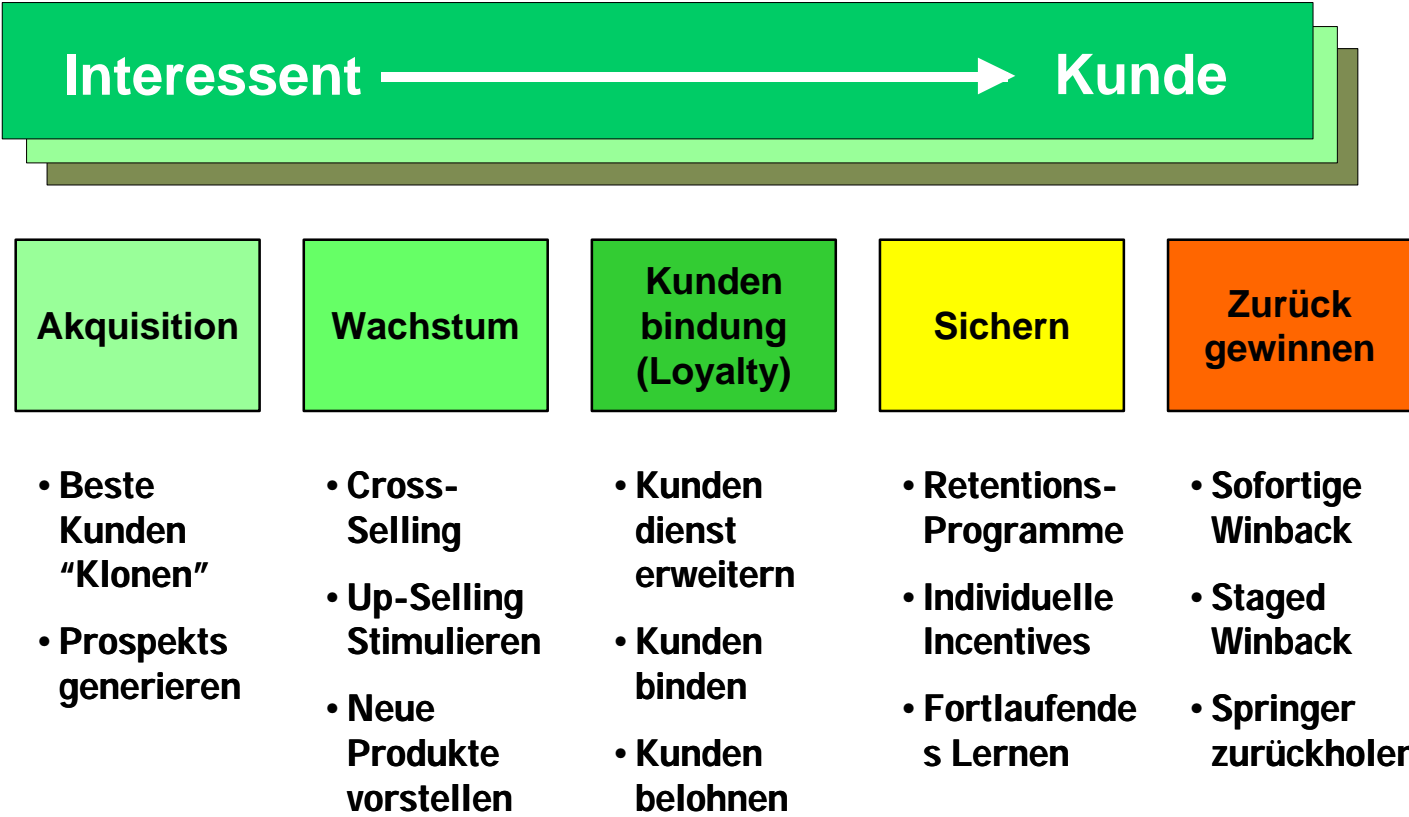 Interessent Kunde
Akquisition
Wachstum
Kunden
bindung
(Loyalty)
Sichern
Zurück
gewinnen
• Beste
Kunden
“Klonen”
• Prospekts
generieren
• Cross-
Selling
• Up-Selling
Stimulieren
• Neue
Produkte
vorstellen
• Kunden
dienst
erweitern
• Kunden
binden
• Kunden
belohnen
• Retentions-
Programme
• Individuelle
Incentives
• Fortlaufende
s Lernen
• Sofortige
Winback
• Staged
Winback
• Springer
zurückholen